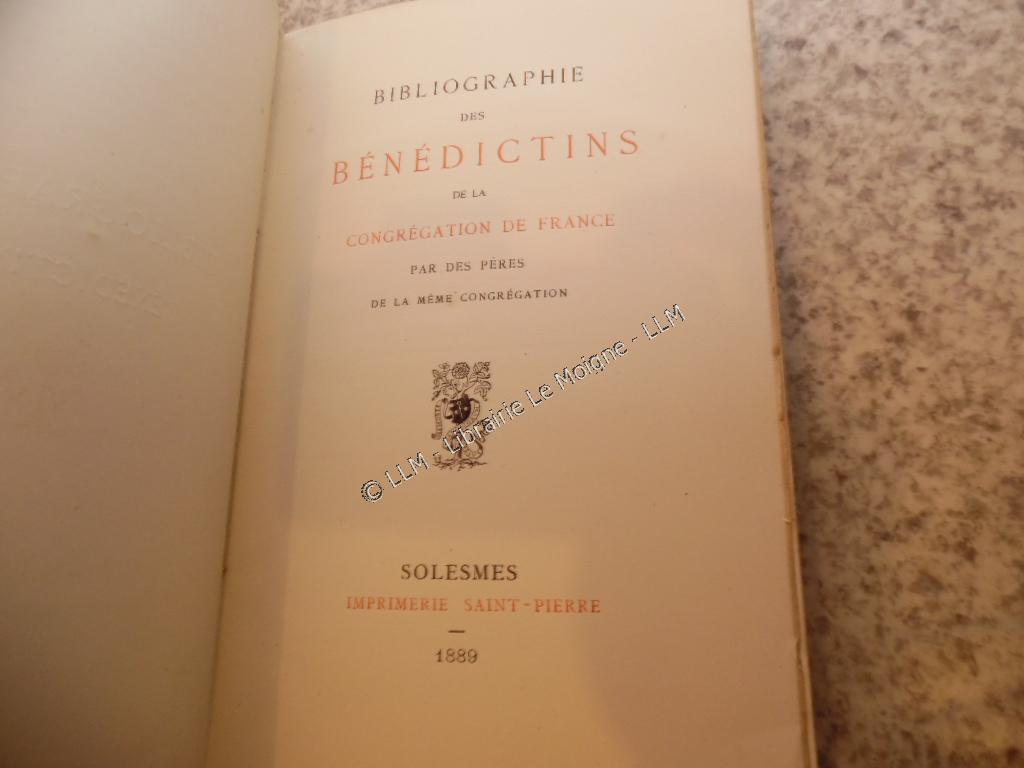 BIBLIOGRAPHIE
DES
BÉNÉDICTINS
DE LA
CONGRÉGATION DE FRANCE
PAR DES PÈRES
DE LA MÊME CONGRÉGATION
© LLM - Librairie Le Moigne - LLM
SOLESMES
IMPRIMERIE SAINT-PIERRE
—
1889